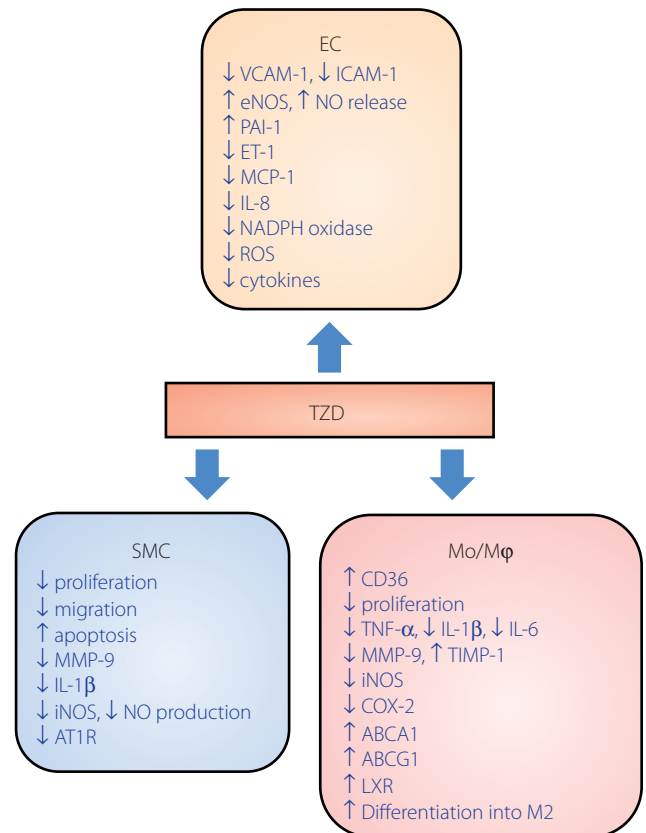 EC
↓ VCAM-1, ↓ ICAM-1
↑ eNOS, ↑ NO release
↑ PAI-1
↓ ET-1
↓ MCP-1
↓ IL-8
↓ NADPH oxidase
↓ ROS
↓ cytokines
TZD
SMC
↓ proliferation
↓ migration
↑ apoptosis
↓ MMP-9
↓ IL-1β
↓ iNOS, ↓ NO production
↓ AT1R
Mo/Mφ
↑ CD36
↓ proliferation
↓ TNF-α, ↓ IL-1β, ↓ IL-6
↓ MMP-9, ↑ TIMP-1
↓ iNOS
↓ COX-2
↑ ABCA1
↑ ABCG1
↑ LXR
↑ Differentiation into M2